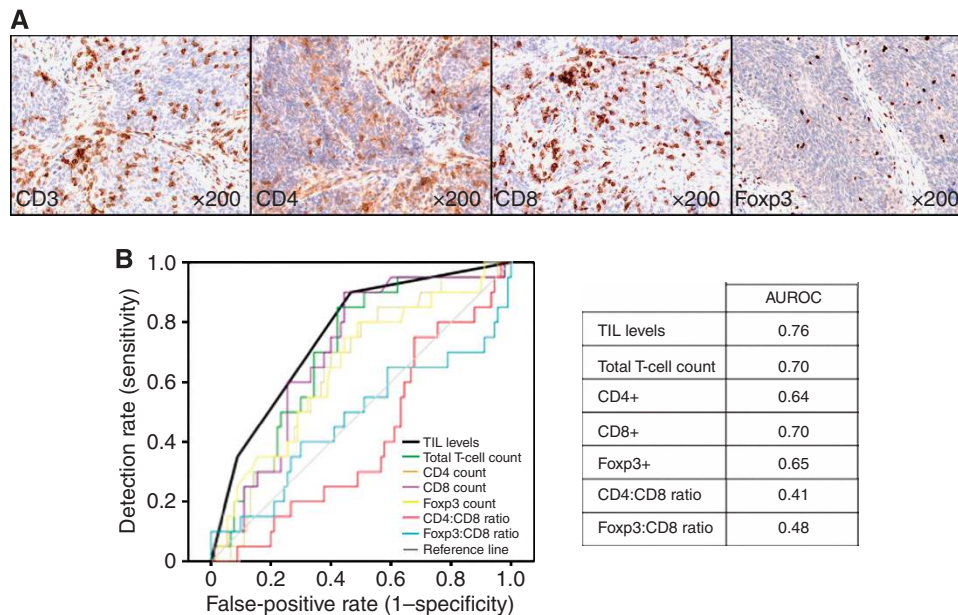 A
CD3 ×200
CD4 ×200
CD8 ×200
Foxp3 ×200
B
Detection rate (sensitivity)
1.0
0.8
0.6
0.4
0.2
0
0 0.2 0.4 0.6 0.8 1.0
False-positive rate (1–specificity)
TIL levels
Total T-cell count
CD4 count
CD8 count
Foxp3 count
CD4:CD8 ratio
Foxp3:CD8 ratio
Reference line
AUROC
TIL levels 0.76
Total T-cell count 0.70
CD4+ 0.64
CD8+ 0.70
Foxp3+ 0.65
CD4:CD8 ratio 0.41
Foxp3:CD8 ratio 0.48